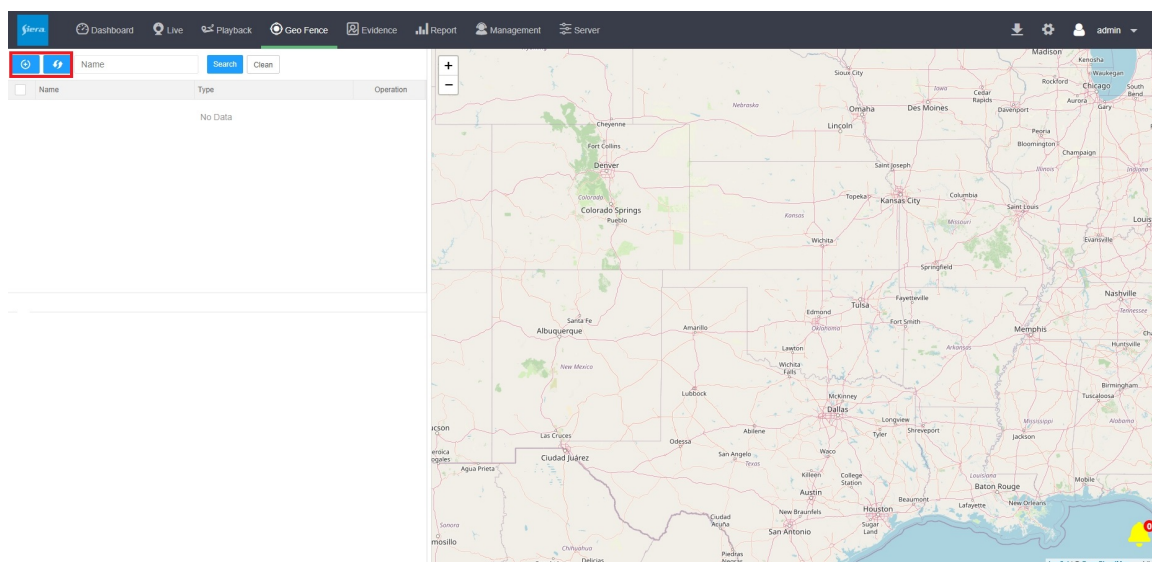 fiera Dashboard Live Playback Geo Fence Evidence Report Management Server admin
Name Search Clean
Name Type Operation
No Data
+
−
Madison
Kenosha
Sioux City
Waukegan
Rockford
Chicago
South Bend
Iowa
Cedar Rapids
Aurora
Gary
Nebraska
Omaha
Des Moines
Davenport
Cheyenne
Lincoln
Peoria
Bloomington
Fort Collins
Champaign
Denver
Saint Joseph
Illinois
Indiana
Colorado
Topeka
Kansas City
Columbia
Colorado Springs
Saint Louis
Kansas
Pueblo
Missouri
Louis
Wichita
Evansville
Springfield
Nashville
Tulsa
Fayetteville
Tennessee
Edmond
Santa Fe
Fort Smith
Albuquerque
Amarillo
Oklahoma
Memphis
Ch
Huntsville
Lawton
Arkansas
New Mexico
Wichita Falls
Birmingham
Lubbock
McKinney
Tuscaloosa
Dallas
Longview
Mississippi
Alabama
ucson
Abilene
Tyler
Shreveport
Las Cruces
Odessa
Jackson
eroica
ogales
Ciudad Juárez
San Angelo
Waco
Agua Prieta
Texas
Killeen
College Station
Louisiana
Mobile
Baton Rouge
Austin
Beaumont
Lafayette
New Orleans
New Braunfels
Houston
Ciudad Acuña
Sonora
San Antonio
Sugar Land
0
mosillo
Chihuahua
Piedras
Delicias